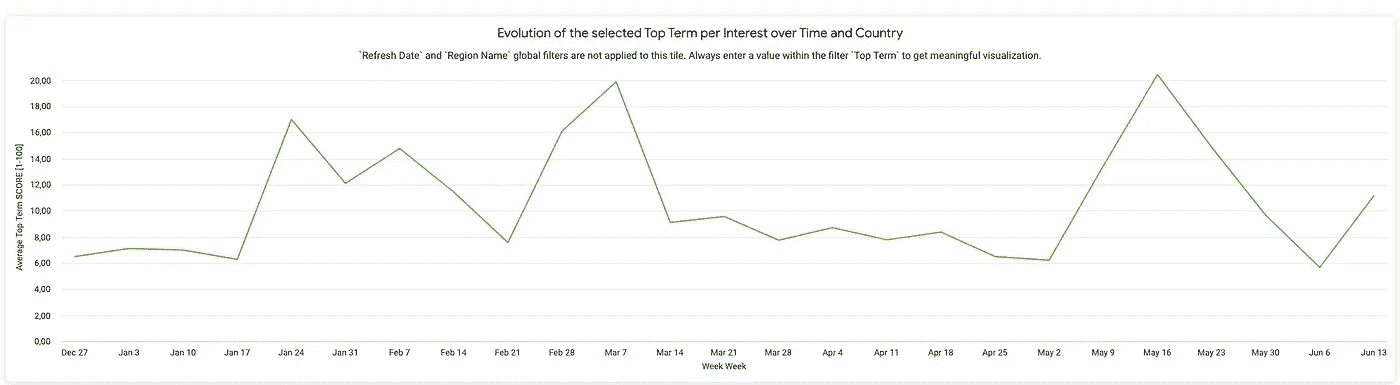 Evolution of the selected Top Term per Interest over Time and Country
`Refresh Date` and `Region Name` global filters are not applied to this tile. Always enter a value within the filter `Top Term` to get meaningful visualization.
Average Top Term SCORE [1-100]
20,00
18,00
16,00
14,00
12,00
10,00
8,00
6,00
4,00
2,00
0,00
Dec 27 Jan 3 Jan 10 Jan 17 Jan 24 Jan 31 Feb 7 Feb 14 Feb 21 Feb 28 Mar 7 Mar 14 Mar 21 Mar 28 Apr 4 Apr 11 Apr 18 Apr 25 May 2 May 9 May 16 May 23 May 30 Jun 6 Jun 13
Week Week